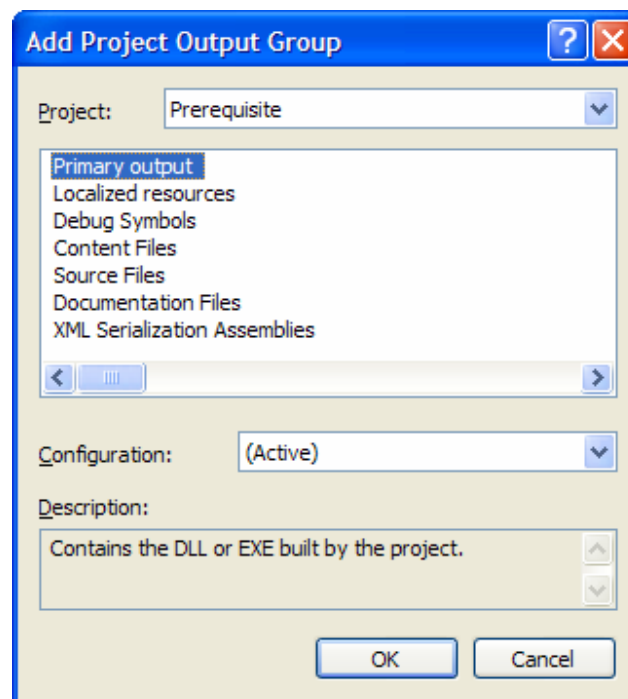 Add Project Output Group
Project: Prerequisite
Primary output
Localized resources
Debug Symbols
Content Files
Source Files
Documentation Files
XML Serialization Assemblies
Configuration: (Active)
Description:
Contains the DLL or EXE built by the project.
OK Cancel